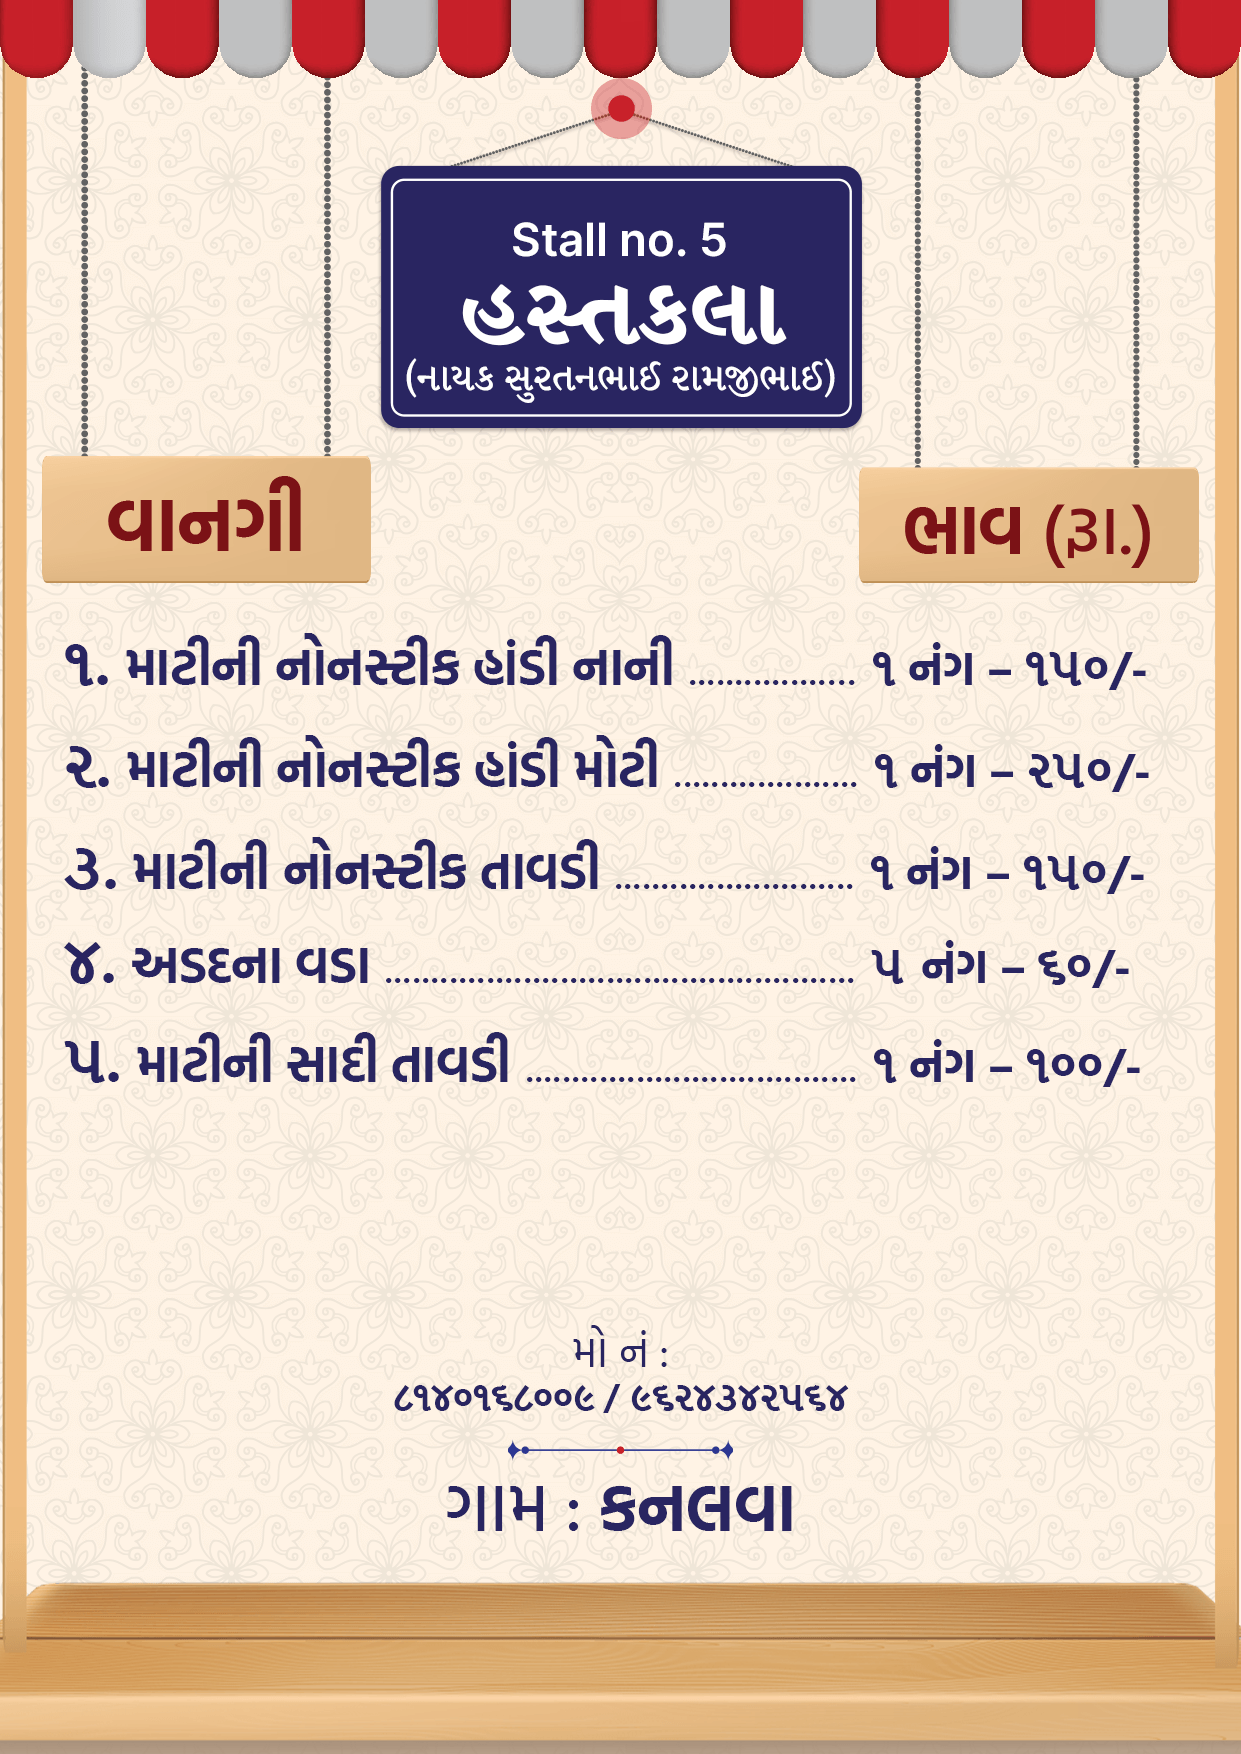 Stall no. 5
હસ્તકલા
(નાયક સુરતનભાઈ રામજીભાઈ)
વાનગી
ભાવ (રૂા.)
૧. માટીની નોનસ્ટીક હાંડી નાની ................. ૧ નંગ – ૧૫૦/-
૨. માટીની નોનસ્ટીક હાંડી મોટી ................... ૧ નંગ – ૨૫૦/-
૩. માટીની નોનસ્ટીક તાવડી ........................ ૧ નંગ – ૧૫૦/-
૪. અડદના વડા ............................................... ૫ નંગ – ૬૦/-
૫. માટીની સાદી તાવડી ................................. ૧ નંગ – ૧૦૦/-
મો નં :
૮૧૪૦૧૬૮૦૦૯ / ૯૬૨૪૩૪૨૫૬૪
ગામ : કનલવા